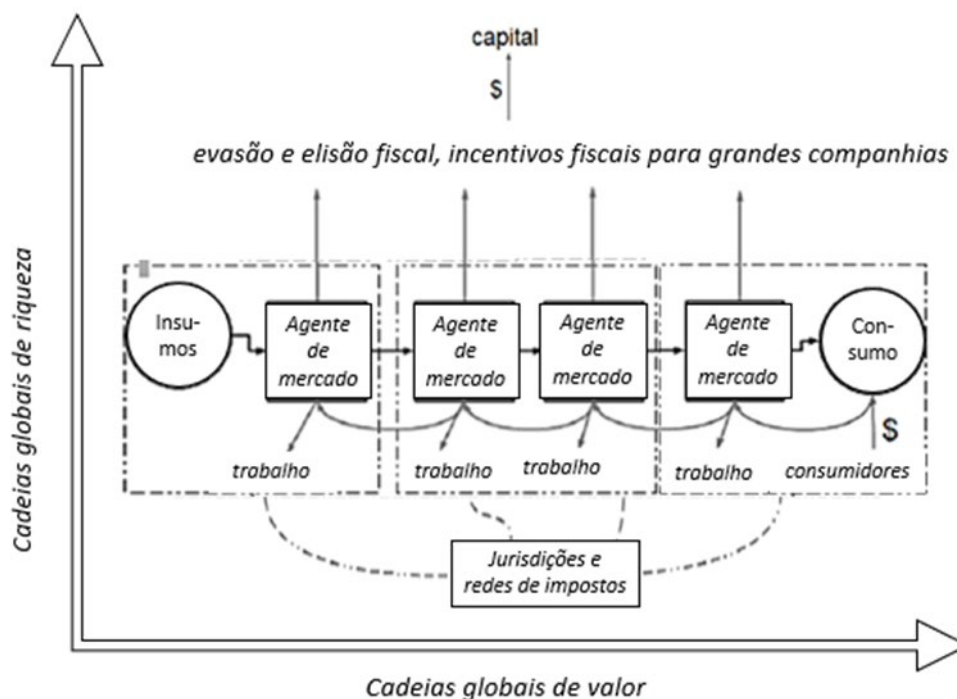 capital
$
evasão e elisão fiscal, incentivos fiscais para grandes companhias
Cadeias globais de riqueza
Insu-
mos
Agente
de
mercado
Agente
de
mercado
Agente
de
mercado
Agente
de
mercado
Con-
sumo
$
trabalho
trabalho
trabalho
trabalho
consumidores
Jurisdições e
redes de impostos
Cadeias globais de valor